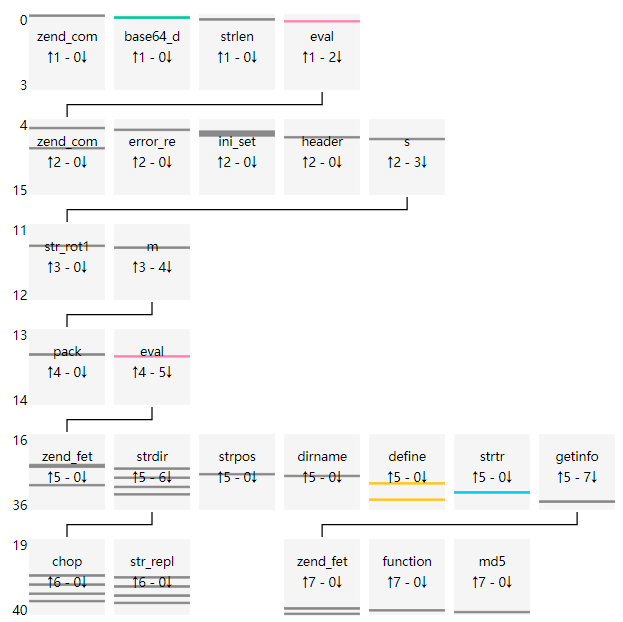 0
zend_com base64_d strlen eval
↑1 - 0↓ ↑1 - 0↓ ↑1 - 0↓ ↑1 - 2↓
3
4
zend_com error_re ini_set header s
↑2 - 0↓ ↑2 - 0↓ ↑2 - 0↓ ↑2 - 0↓ ↑2 - 3↓
15
11
str_rot1 m
↑3 - 0↓ ↑3 - 4↓
12
13
pack eval
↑4 - 0↓ ↑4 - 5↓
14
16
zend_fet strdir strpos dirname define strtr getinfo
↑5 - 0↓ ↑5 - 6↓ ↑5 - 0↓ ↑5 - 0↓ ↑5 - 0↓ ↑5 - 0↓ ↑5 - 7↓
36
19
chop str_repl zend_fet function md5
↑6 - 0↓ ↑6 - 0↓ ↑7 - 0↓ ↑7 - 0↓ ↑7 - 0↓
40